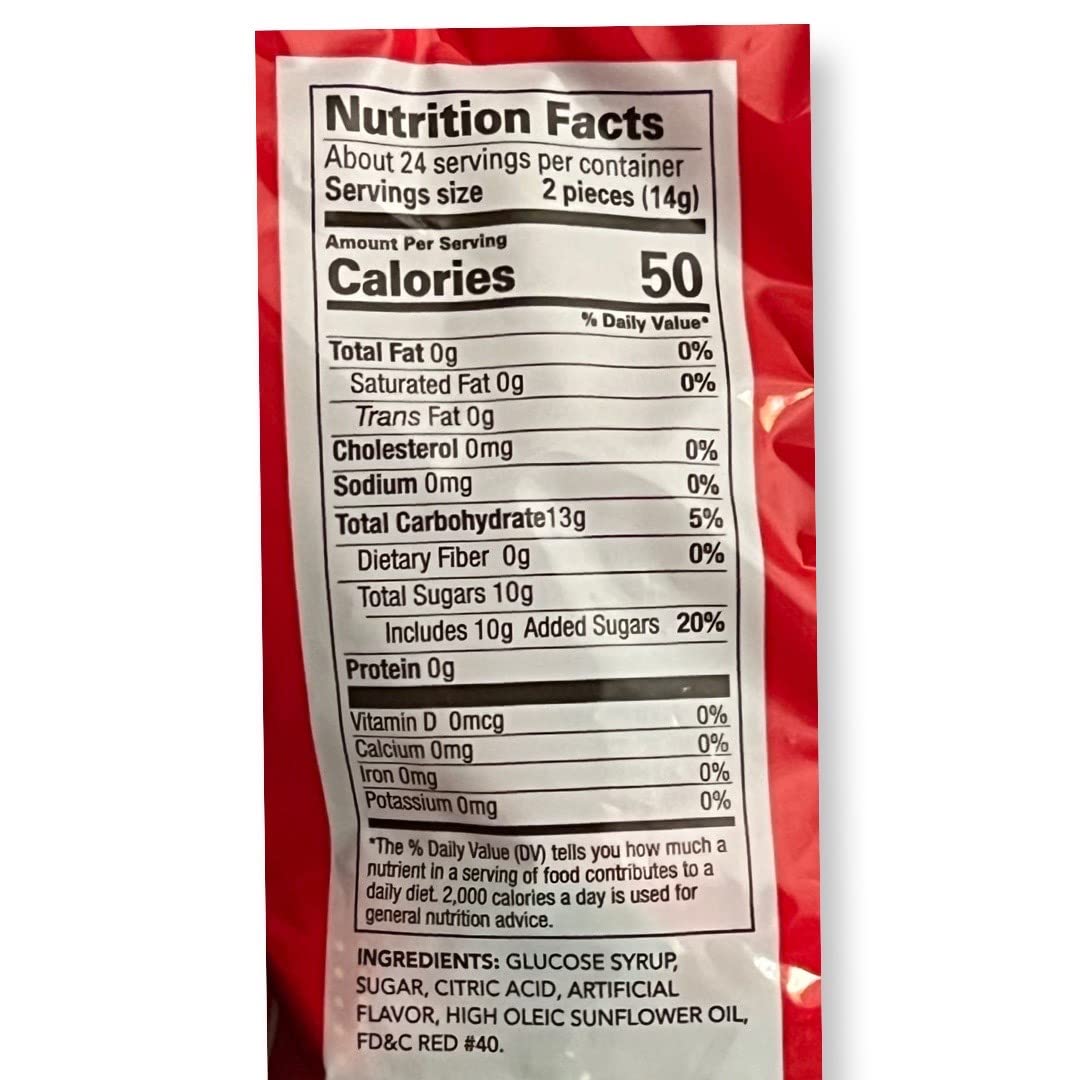 Nutrition Facts
About 24 servings per container
Servings size 2 pieces (14g)
Amount Per Serving
Calories 50
% Daily Value*
Total Fat 0g 0%
Saturated Fat 0g 0%
Trans Fat 0g
Cholesterol 0mg 0%
Sodium 0mg 0%
Total Carbohydrate13g 5%
Dietary Fiber 0g 0%
Total Sugars 10g
Includes 10g Added Sugars 20%
Protein 0g
Vitamin D 0mcg 0%
Calcium 0mg 0%
Iron 0mg 0%
Potassium 0mg 0%
*The % Daily Value (DV) tells you how much a
nutrient in a serving of food contributes to a
daily diet. 2,000 calories a day is used for
general nutrition advice.
INGREDIENTS: GLUCOSE SYRUP,
SUGAR, CITRIC ACID, ARTIFICIAL
FLAVOR, HIGH OLEIC SUNFLOWER OIL,
FD&C RED #40.